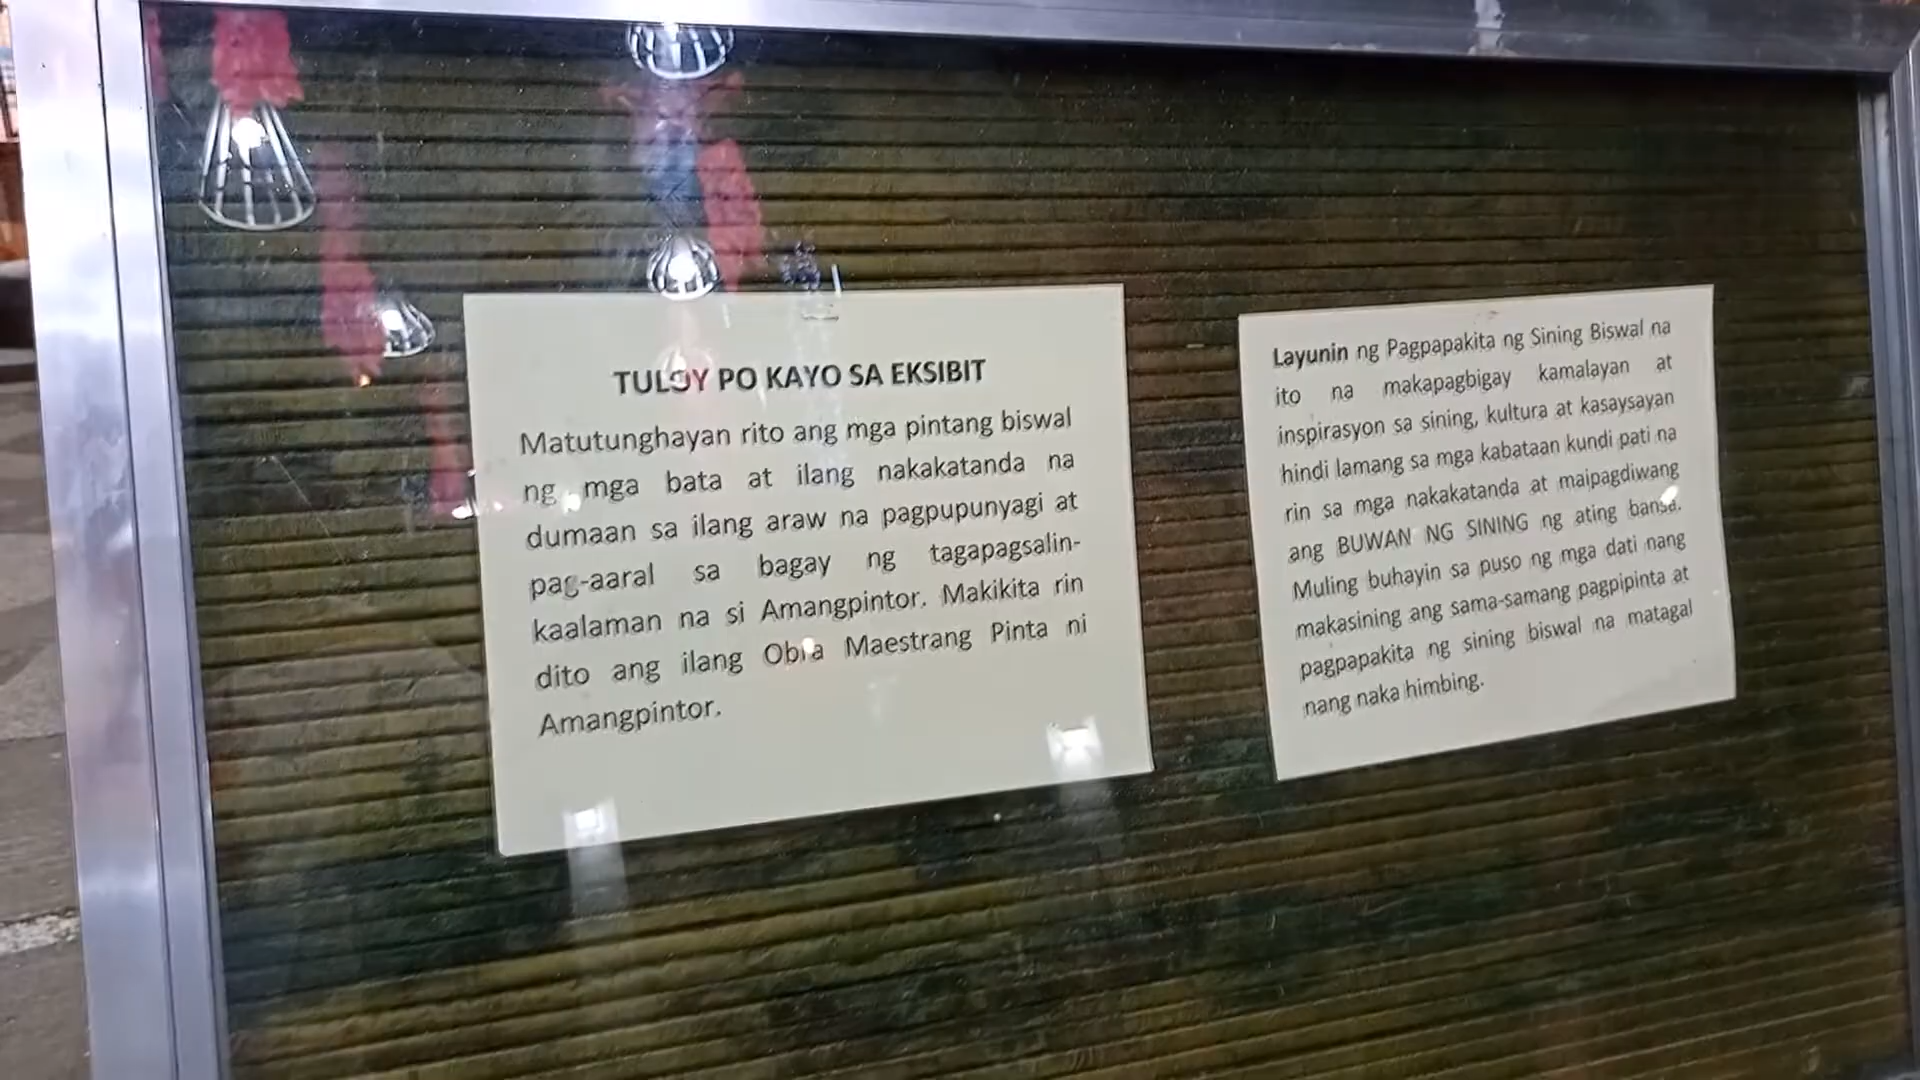 TULOY PO KAYO SA EKSIBIT
Matutunghayan rito ang mga pintang biswal
ng mga bata at ilang nakakatanda na
dumaan sa ilang araw na pagpupunyagi at
pag-aaral sa bagay ng tagapagsalin-
kaalaman na si Amangpintor. Makikita rin
dito ang ilang Obra Maestrang Pinta ni
Amangpintor.
Layunin ng Pagpapakita ng Sining Biswal na
ito na makapagbigay kamalayan at
inspirasyon sa sining, kultura at kasaysayan
hindi lamang sa mga kabataan kundi pati na
rin sa mga nakakatanda at maipagdiwang
ang BUWAN NG SINING ng ating bansa.
Muling buhayin sa puso ng mga dati nang
makasining ang sama-samang pagpipinta at
pagpapakita ng sining biswal na matagal
nang naka himbing.